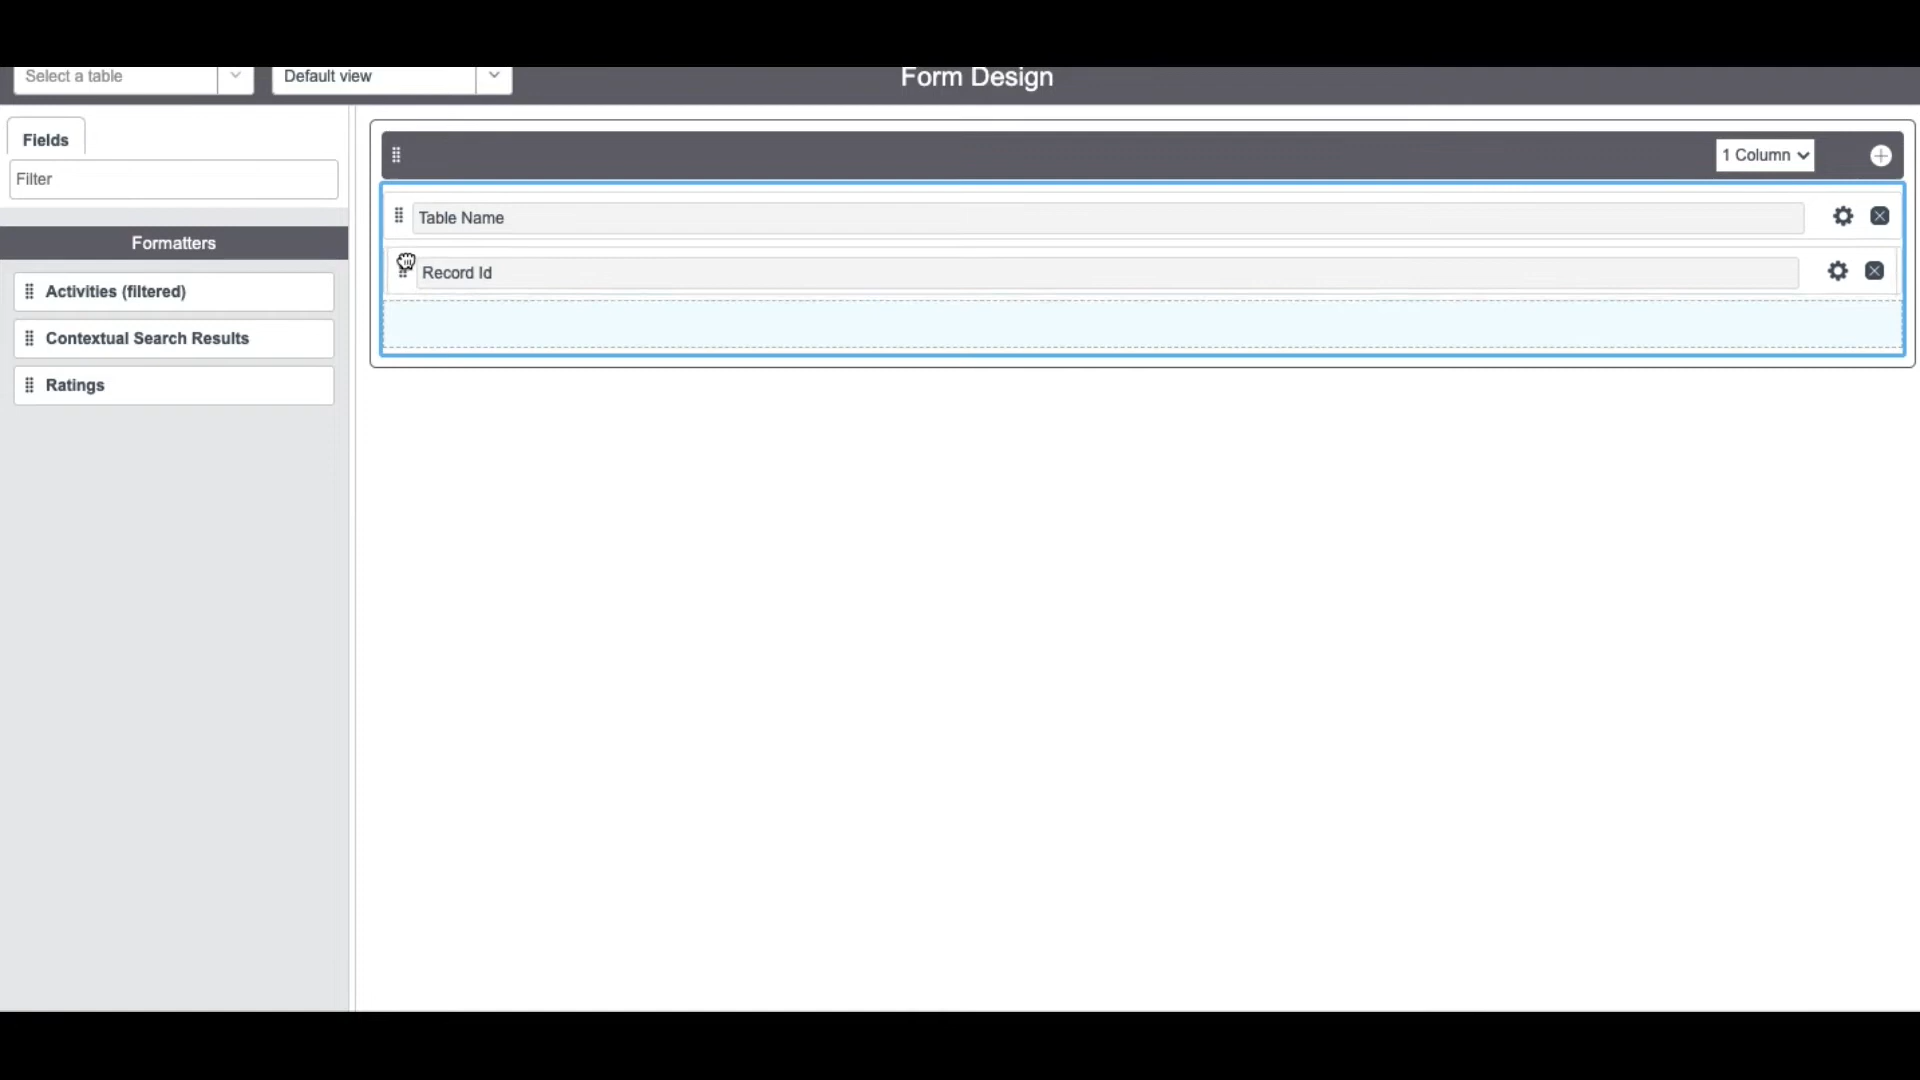 Select a table
Default view
Form Design
Fields
Filter
Formatters
Activities (filtered)
Contextual Search Results
Ratings
1 Column
Table Name
Record Id